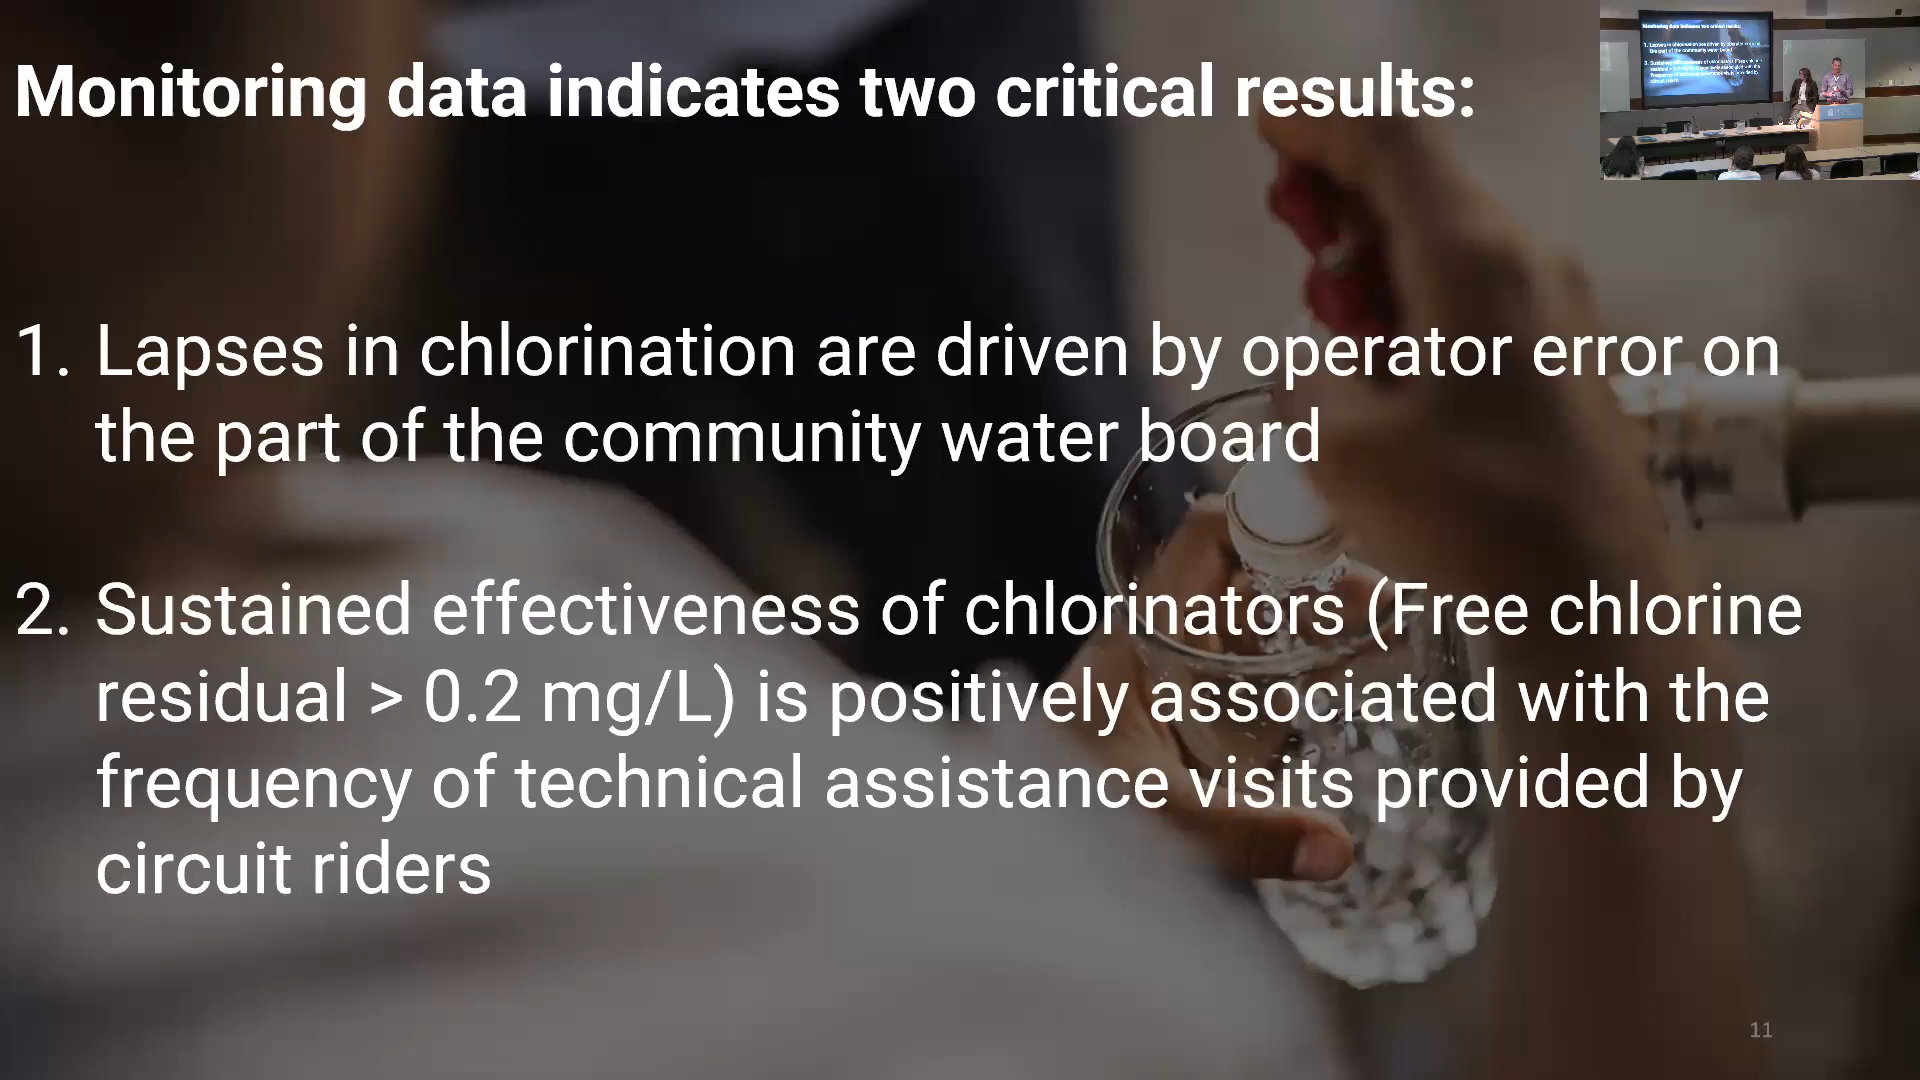 Monitoring data indicates two critical results:
1. Lapses in chlorination are driven by operator error on
the part of the community water board
2. Sustained effectiveness of chlorinators (Free chlorine
residual > 0.2 mg/L) is positively associated with the
frequency of technical assistance visits provided by
circuit riders
11